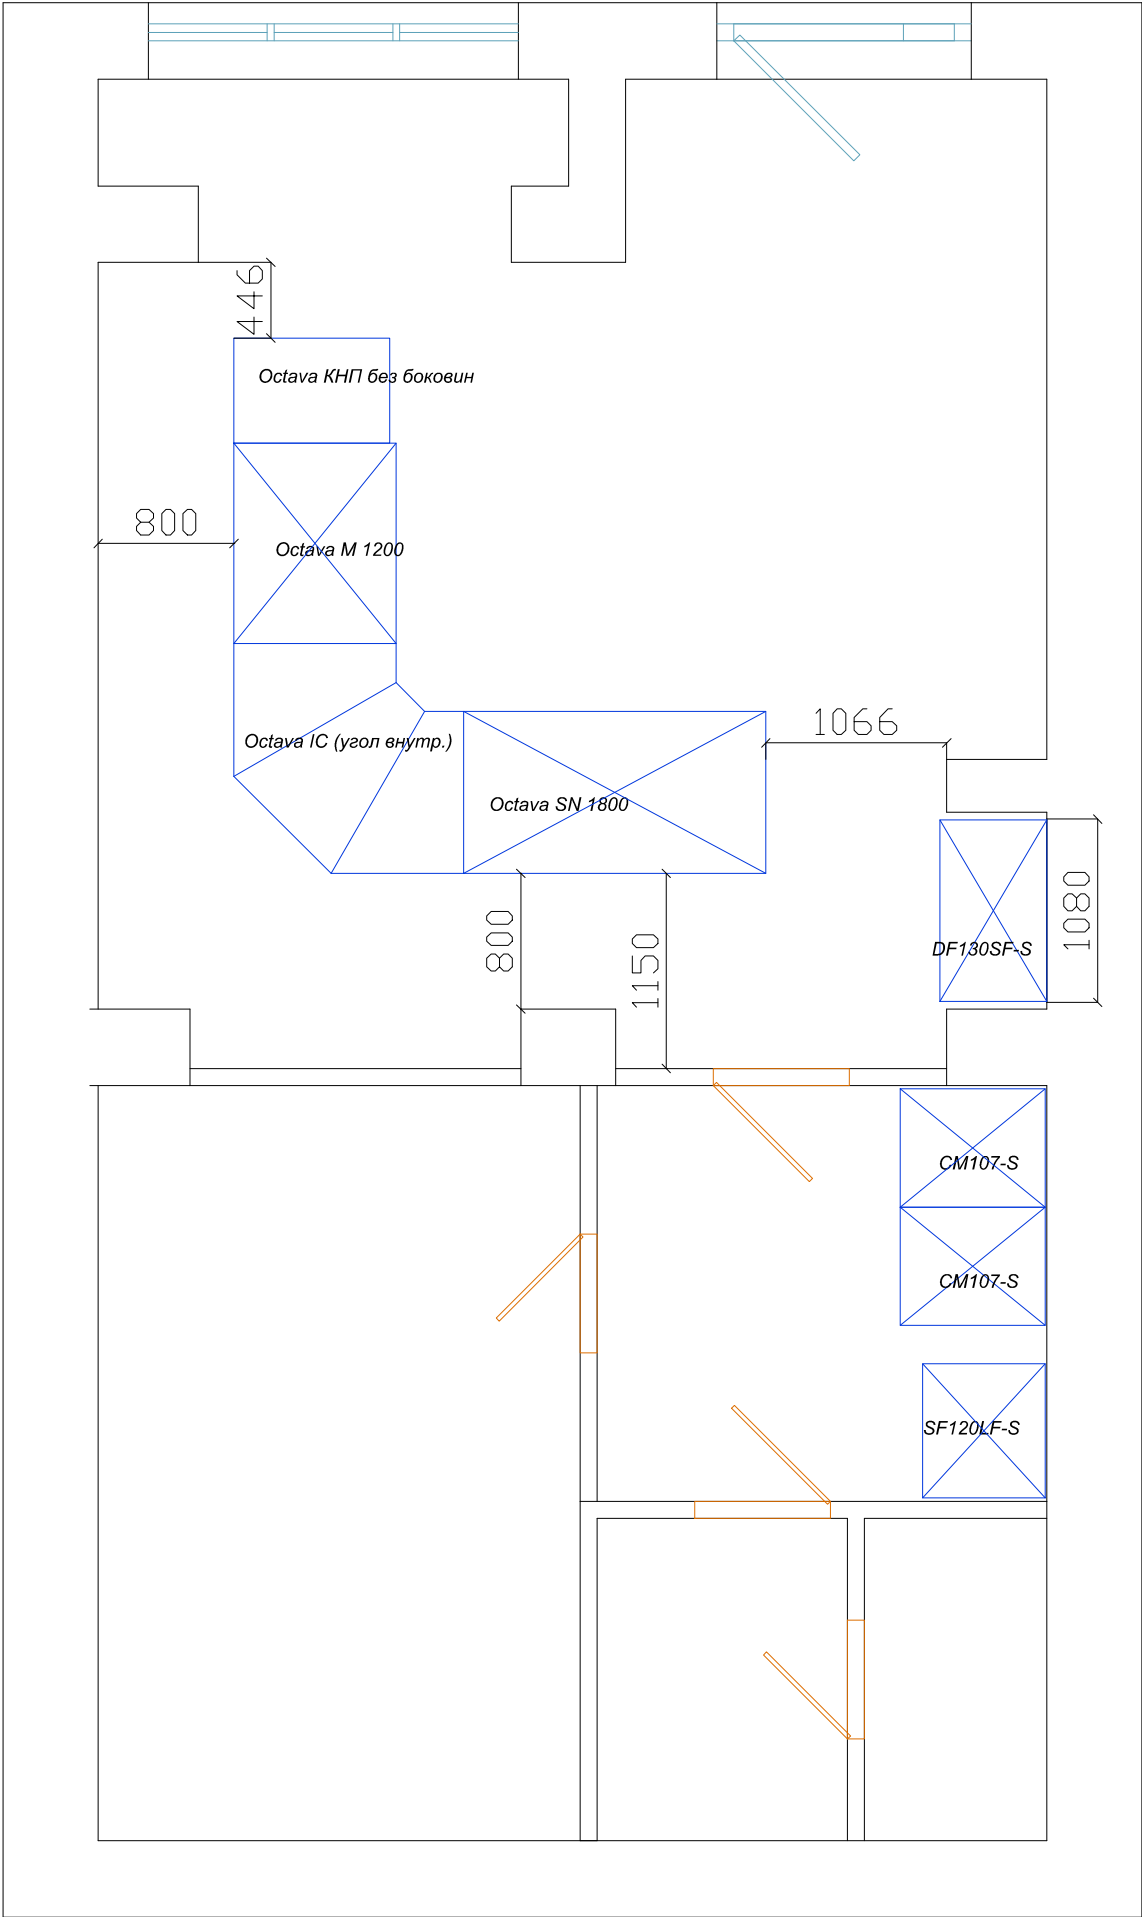 446
Octava КНП без боковин
800
Octava M 1200
1066
Octava IC (угол внутр.)
Octava SN 1800
1080
800
DF130SF-S
1150
CM107-S
CM107-S
SF120LF-S